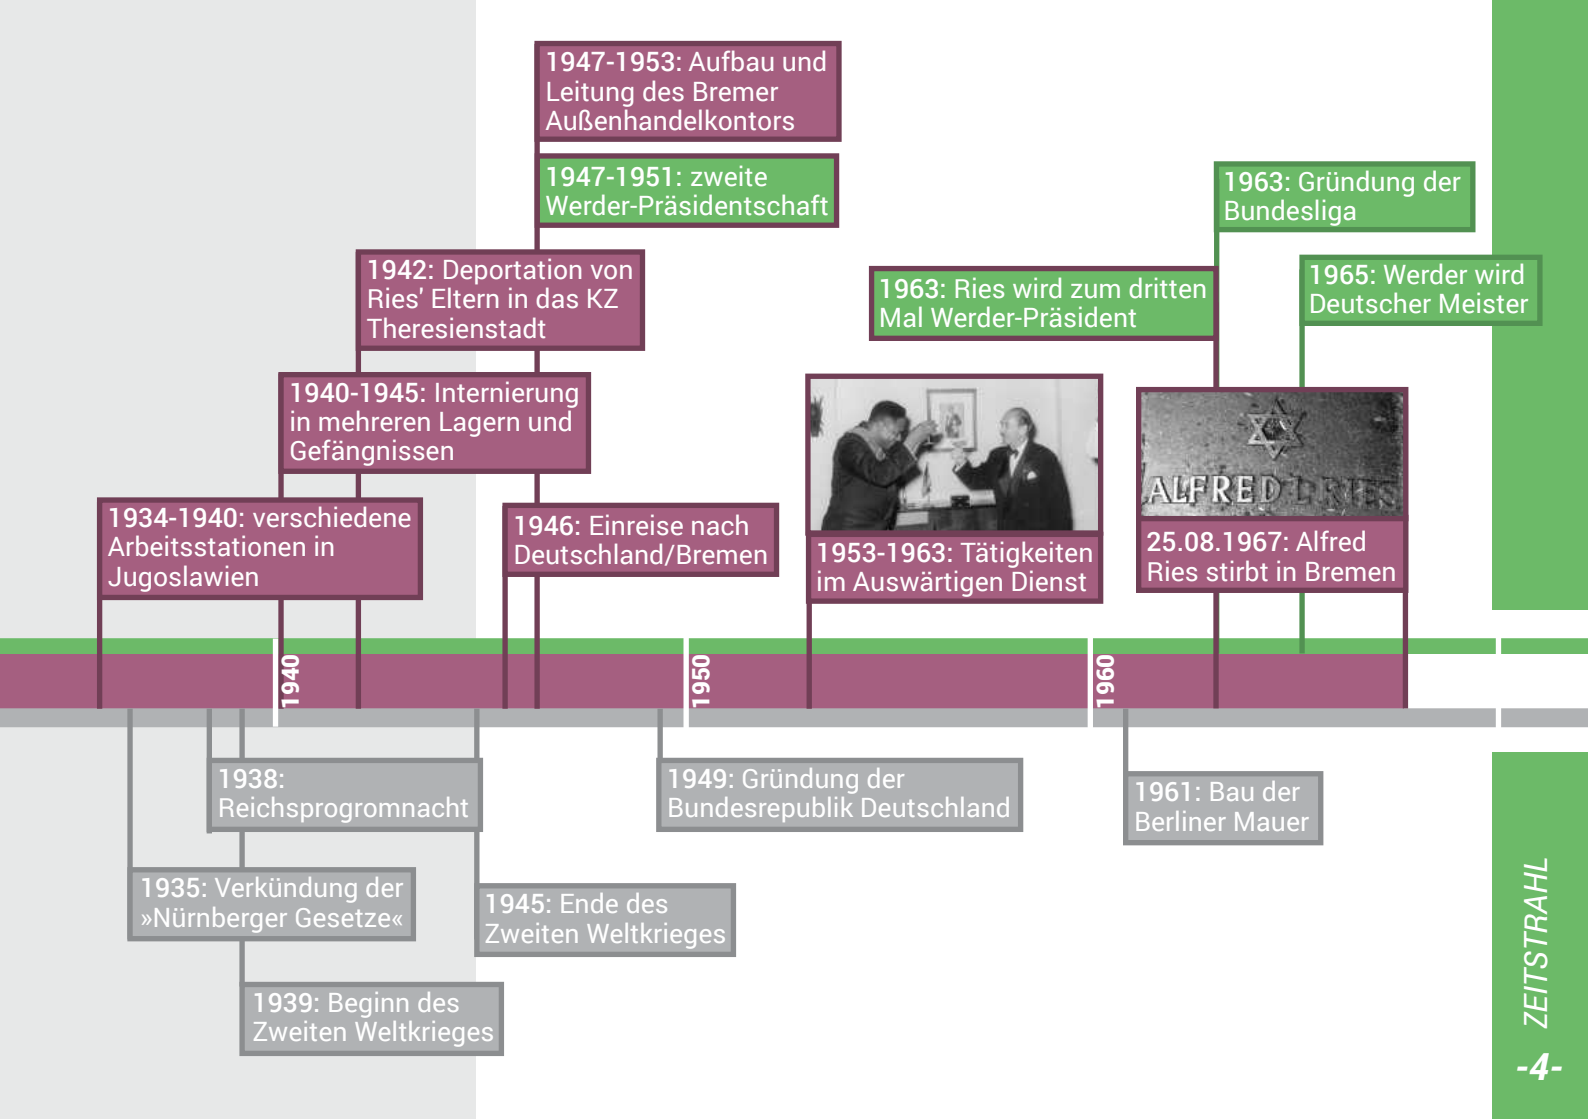 1947-1953: Aufbau und
Leitung des Bremer
Außenhandelkontors
1947-1951: zweite
Werder-Präsidentschaft
1963: Gründung der
Bundesliga
1942: Deportation von
Ries' Eltern in das KZ
Theresienstadt
1963: Ries wird zum dritten
Mal Werder-Präsident
1965: Werder wird
Deutscher Meister
1940-1945: Internierung
in mehreren Lagern und
Gefängnissen
ALFRED RIES
1934-1940: verschiedene
Arbeitsstationen in
Jugoslawien
1946: Einreise nach
Deutschland/Bremen
1953-1963: Tätigkeiten
im Auswärtigen Dienst
25.08.1967: Alfred
Ries stirbt in Bremen
1940
1950
1960
1938:
Reichsprogromnacht
1949: Gründung der
Bundesrepublik Deutschland
1961: Bau der
Berliner Mauer
1935: Verkündung der
»Nürnberger Gesetze«
1945: Ende des
Zweiten Weltkrieges
1939: Beginn des
Zweiten Weltkrieges
ZEITSTRAHL
-4-